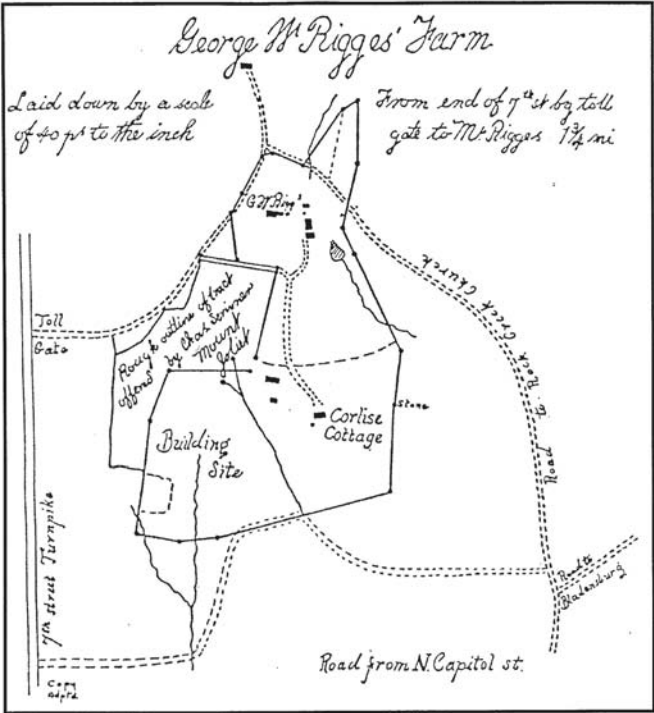 George W Rigges' Farm
Laid down by a scale
of 40 ps to the inch
From end of 7th st by toll
gate to Mr Rigges 1 3/4 mi
G W Rigg's
Road to Rock Creek Church
Toll
Gate
Rough outline of tract
offered by Chas Sommer
Mount
Joliet
Stone
Corlise
Cottage
Building
Site
7th street Turnpike
Road to
Bladensburg
Road from N. Capitol st.
Copy